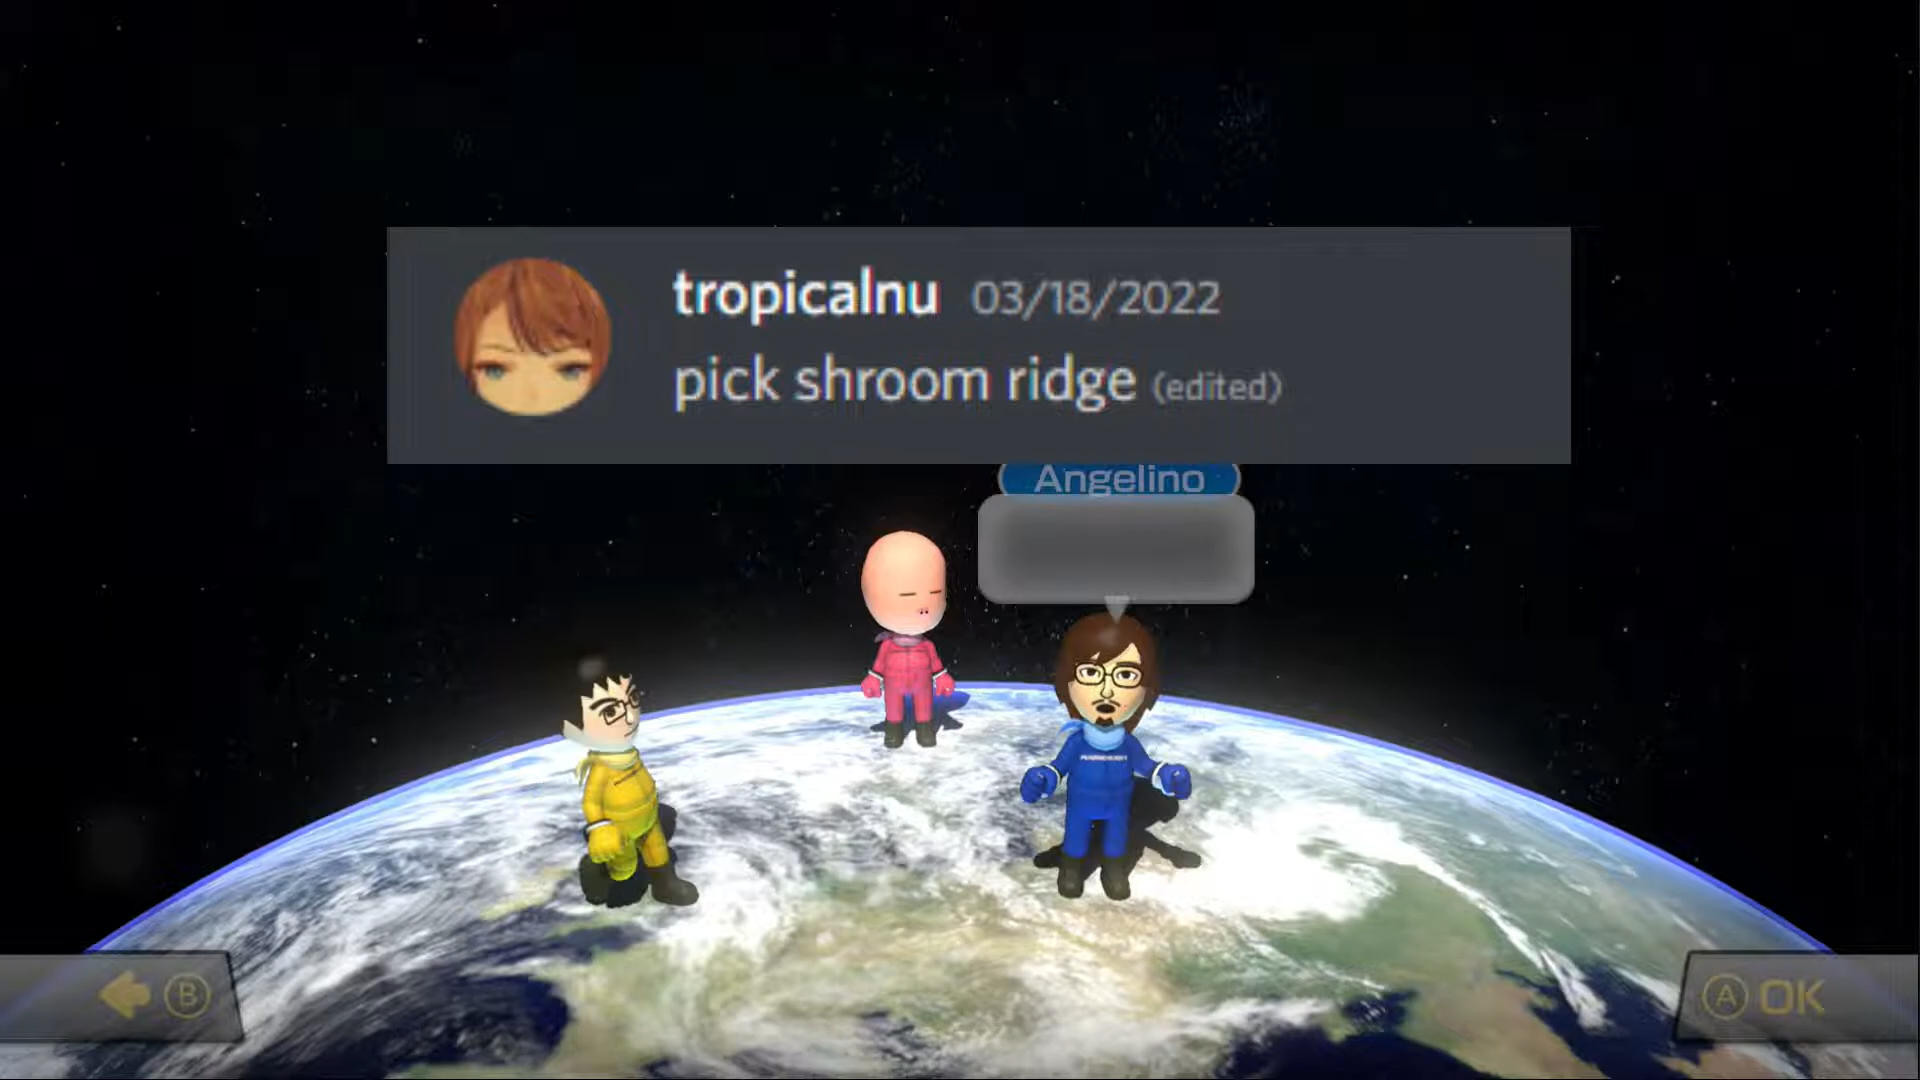 tropicalnu 03/18/2022
pick shroom ridge (edited)
Angelino
B
A OK